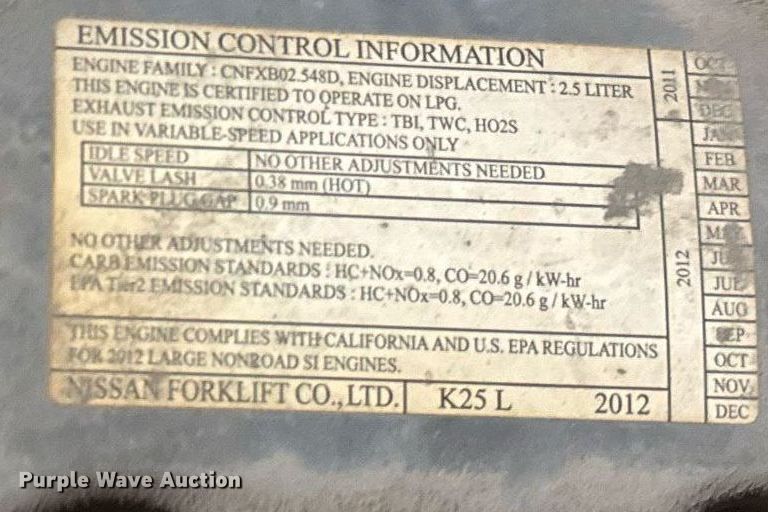 EMISSION CONTROL INFORMATION
ENGINE FAMILY : CNFXB02.548D, ENGINE DISPLACEMENT : 2.5 LITER
THIS ENGINE IS CERTIFIED TO OPERATE ON LPG.
EXHAUST EMISSION CONTROL TYPE : TBI, TWC, HO2S
USE IN VARIABLE-SPEED APPLICATIONS ONLY
IDLE SPEED NO OTHER ADJUSTMENTS NEEDED
VALVE LASH 0.38 mm (HOT)
SPARK PLUG GAP 0.9 mm
NO OTHER ADJUSTMENTS NEEDED.
CARB EMISSION STANDARDS : HC+NOx=0.8, CO=20.6 g / kW-hr
EPA Tier2 EMISSION STANDARDS : HC+NOx=0.8, CO=20.6 g / kW-hr
THIS ENGINE COMPLIES WITH CALIFORNIA AND U.S. EPA REGULATIONS
FOR 2012 LARGE NONROAD SI ENGINES.
NISSAN FORKLIFT CO., LTD. K25 L 2012
2011
OCT
DEC
2012
JAN
FEB
MAR
APR
JUL
AUG
SEP
OCT
NOV
DEC
Purple Wave Auction